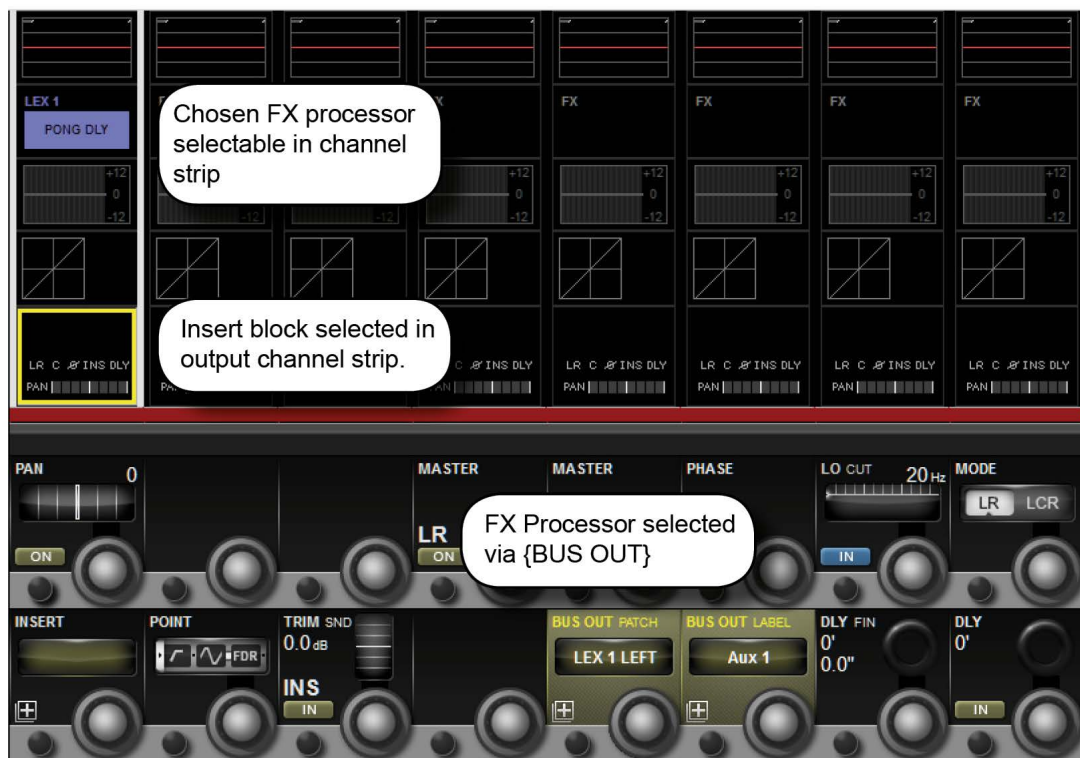 LEX 1
PONG DLY
Chosen FX processor
selectable in channel
strip
FX
FX
FX
FX
+12
0
-12
-12
-12
+12
0
-12
+12
0
-12
+12
0
-12
+12
0
-12
+12
0
-12
Insert block selected in
output channel strip.
LR C Ø INS DLY
PAN
C Ø INS DLY
LR C Ø INS DLY
PAN
LR C Ø INS DLY
PAN
LR C Ø INS DLY
PAN
LR C Ø INS DLY
PAN
PAN
0
ON
MASTER
LR
ON
MASTER
PHASE
FX Processor selected
via {BUS OUT}
LO CUT
20 Hz
IN
MODE
LR LCR
INSERT
POINT
FDR
TRIM SND
0.0 dB
INS
IN
BUS OUT PATCH
LEX 1 LEFT
BUS OUT LABEL
Aux 1
DLY FIN
0'
0.0"
DLY
0'
IN